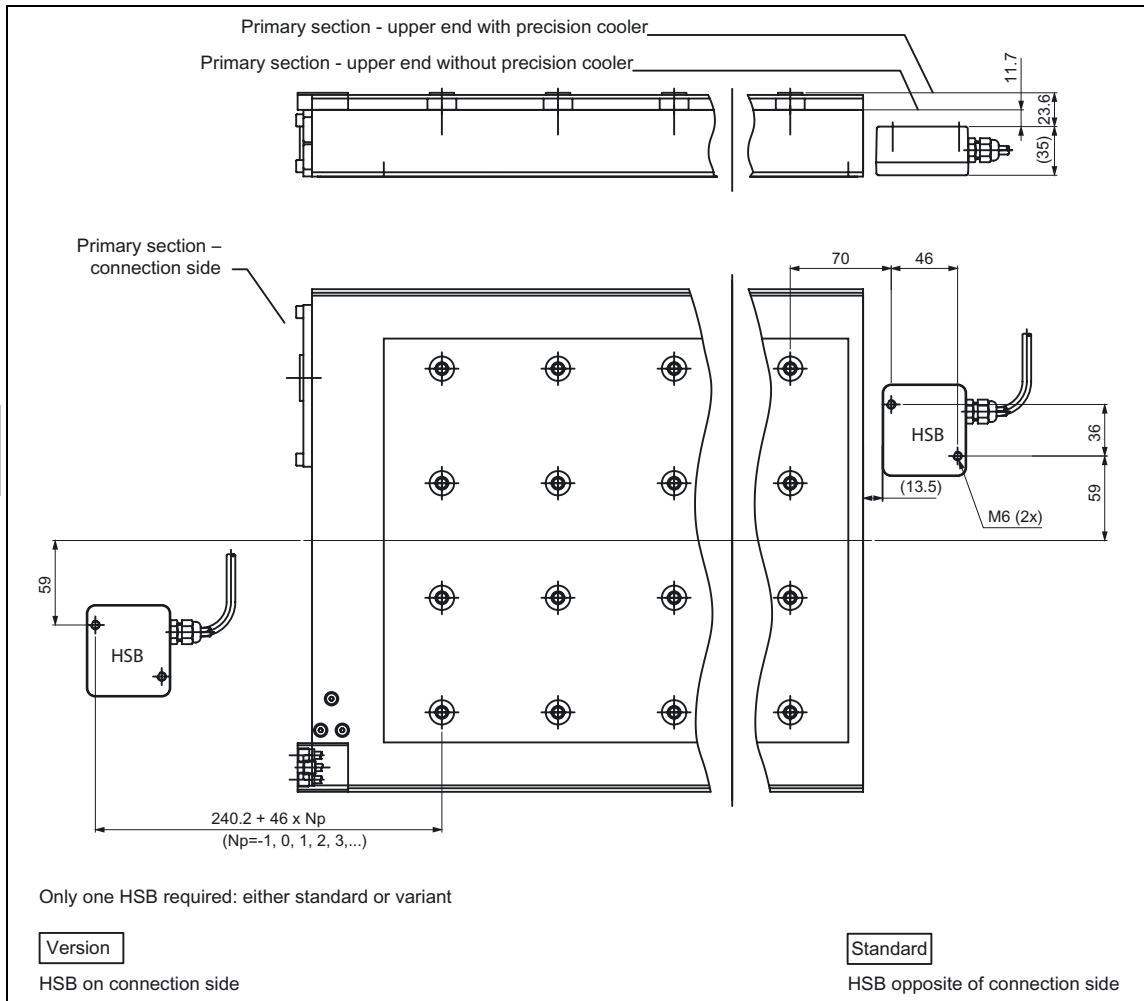 Primary section - upper end with precision cooler
Primary section - upper end without precision cooler
11.7
23.6
(35)
Primary section –
connection side
70
46
HSB
36
59
(13.5)
M6 (2x)
59
HSB
240.2 + 46 x Np
(Np=-1, 0, 1, 2, 3,...)
Only one HSB required: either standard or variant
Version
Standard
HSB on connection side
HSB opposite of connection side